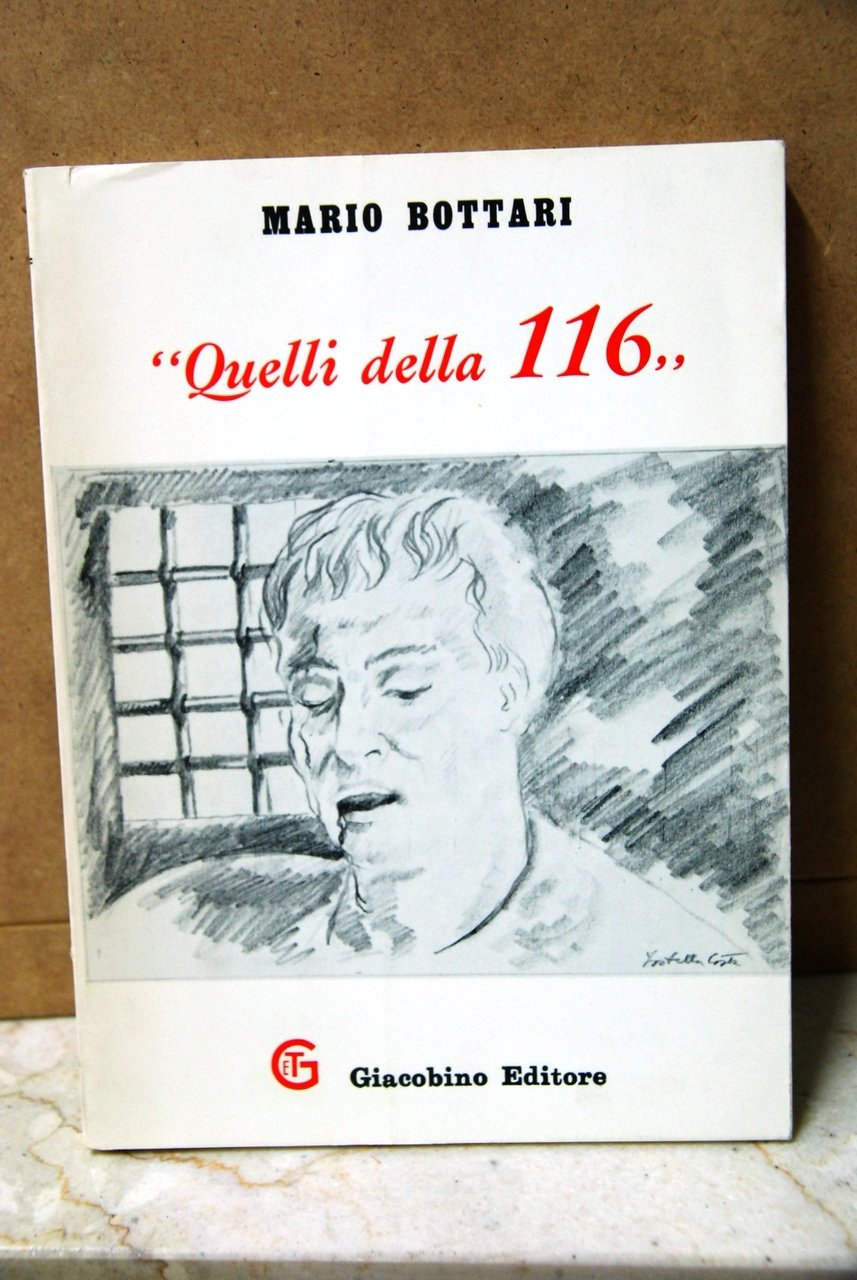 MARIO BOTTARI
“Quelli della 116„
GET Giacobino Editore